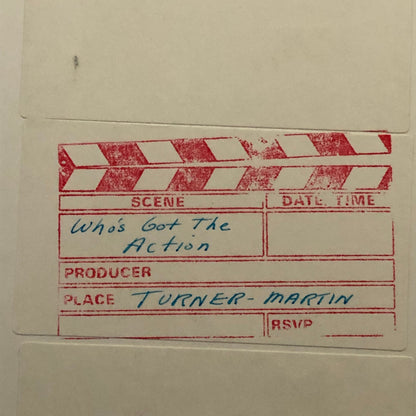 SCENE
DATE, TIME
Who's Got The
Action
PRODUCER
PLACE TURNER-MARTIN
RSVP